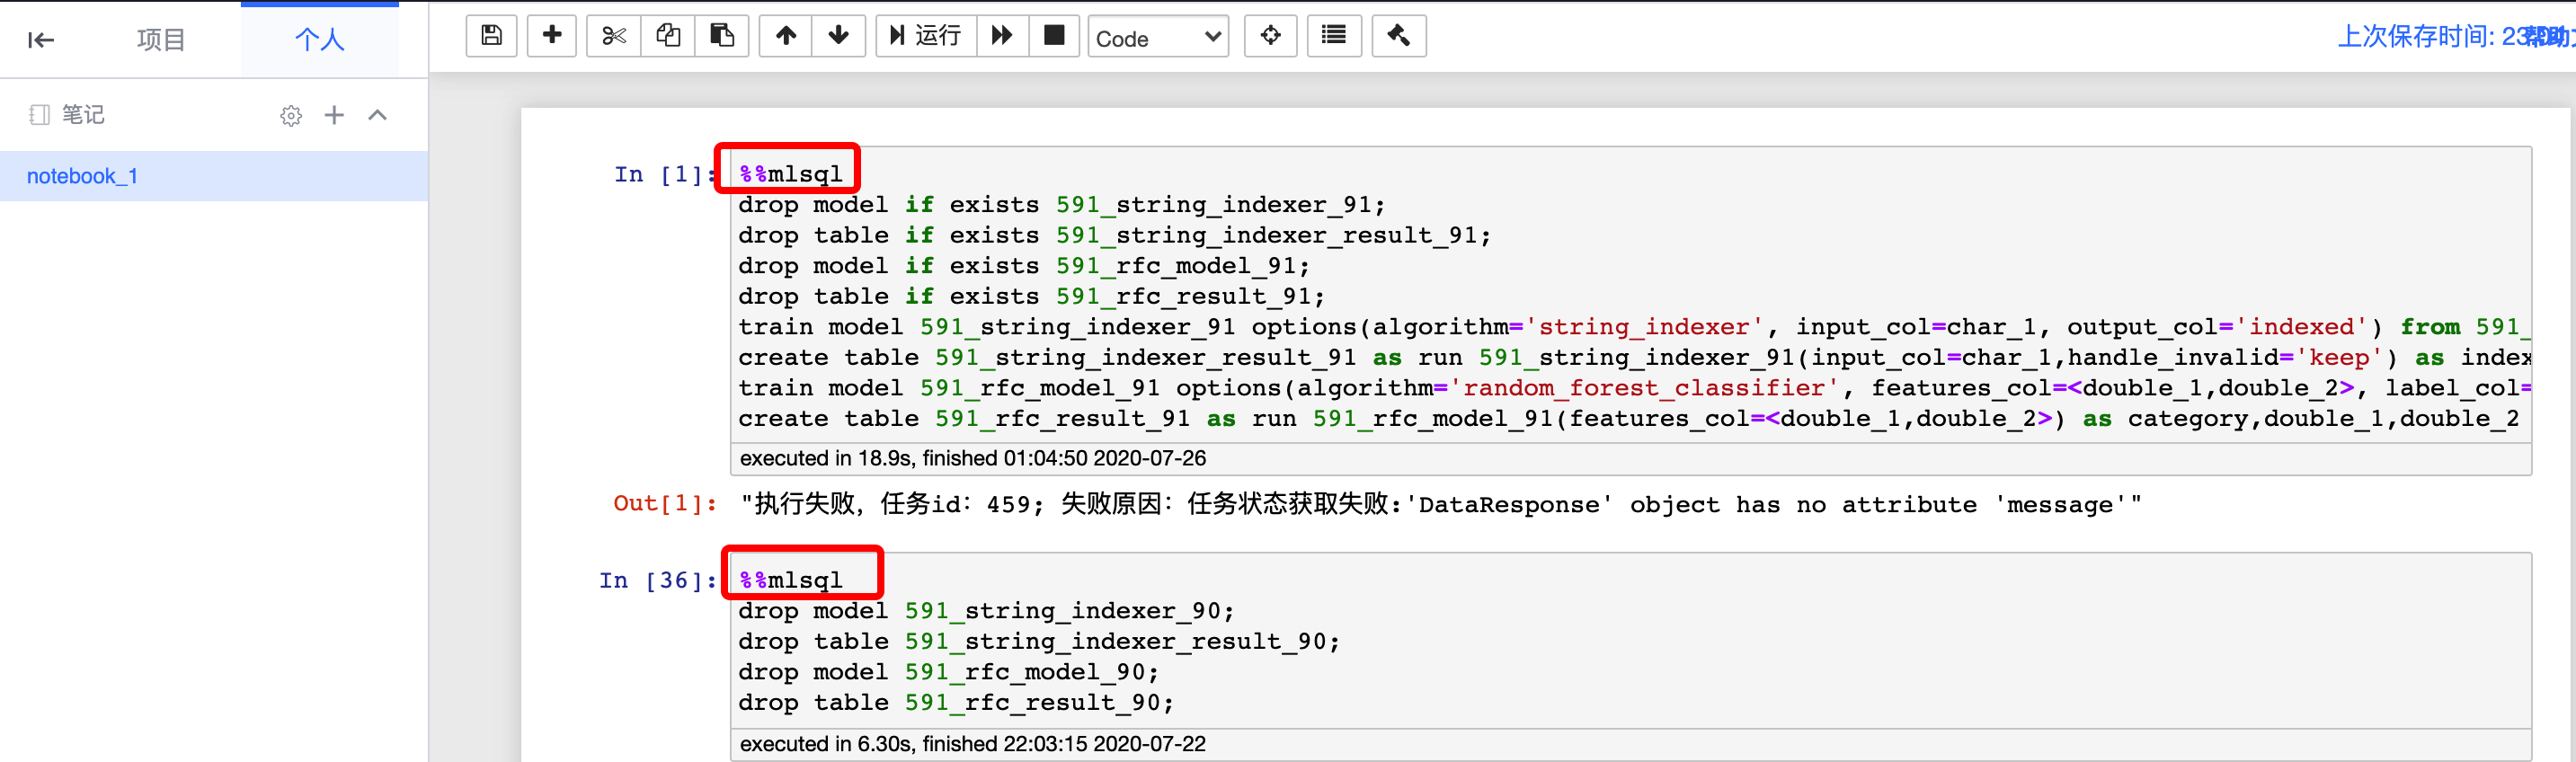 项目
个人
运行
Code
上次保存时间: 23
笔记
notebook_1
In [1]:
%%mlsql
drop model if exists 591_string_indexer_91;
drop table if exists 591_string_indexer_result_91;
drop model if exists 591_rfc_model_91;
drop table if exists 591_rfc_result_91;
train model 591_string_indexer_91 options(algorithm='string_indexer', input_col=char_1, output_col='indexed') from 591_
create table 591_string_indexer_result_91 as run 591_string_indexer_91(input_col=char_1,handle_invalid='keep') as index
train model 591_rfc_model_91 options(algorithm='random_forest_classifier', features_col=<double_1,double_2>, label_col=
create table 591_rfc_result_91 as run 591_rfc_model_91(features_col=<double_1,double_2>) as category,double_1,double_2
executed in 18.9s, finished 01:04:50 2020-07-26
Out[1]: "执行失败, 任务id: 459; 失败原因: 任务状态获取失败:'DataResponse' object has no attribute 'message'"
In [36]:
%%mlsql
drop model 591_string_indexer_90;
drop table 591_string_indexer_result_90;
drop model 591_rfc_model_90;
drop table 591_rfc_result_90;
executed in 6.30s, finished 22:03:15 2020-07-22